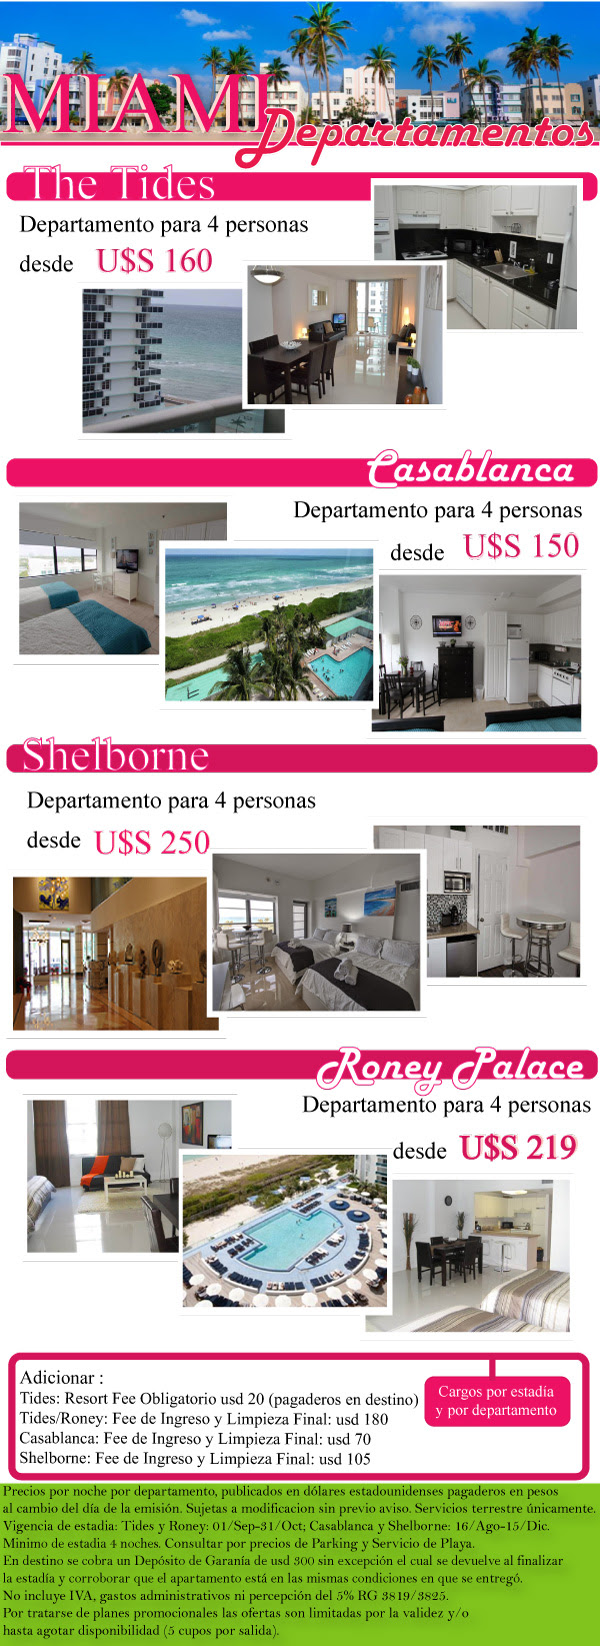 MIAMI
Departamentos
The Tides
Departamento para 4 personas
desde U$S 160
Casablanca
Departamento para 4 personas
desde U$S 150
Shelborne
Departamento para 4 personas
desde U$S 250
Roney Palace
Departamento para 4 personas
desde U$S 219
Adicionar :
Tides: Resort Fee Obligatorio usd 20 (pagaderos en destino)
Tides/Roney: Fee de Ingreso y Limpieza Final: usd 180
Casablanca: Fee de Ingreso y Limpieza Final: usd 70
Shelborne: Fee de Ingreso y Limpieza Final: usd 105
Cargos por estadía
y por departamento
Precios por noche por departamento, publicados en dólares estadounidenses pagaderos en pesos
al cambio del día de la emisión. Sujetas a modificacion sin previo aviso. Servicios terrestre únicamente.
Vigencia de estadia: Tides y Roney: 01/Sep-31/Oct; Casablanca y Shelborne: 16/Ago-15/Dic.
Minimo de estadia 4 noches. Consultar por precios de Parking y Servicio de Playa.
En destino se cobra un Depósito de Garanía de usd 300 sin excepción el cual se devuelve al finalizar
la estadía y corroborar que el apartamento está en las mismas condiciones en que se entregó.
No incluye IVA, gastos administrativos ni percepción del 5% RG 3819/3825.
Por tratarse de planes promocionales las ofertas son limitadas por la validez y/o
hasta agotar disponibilidad (5 cupos por salida).